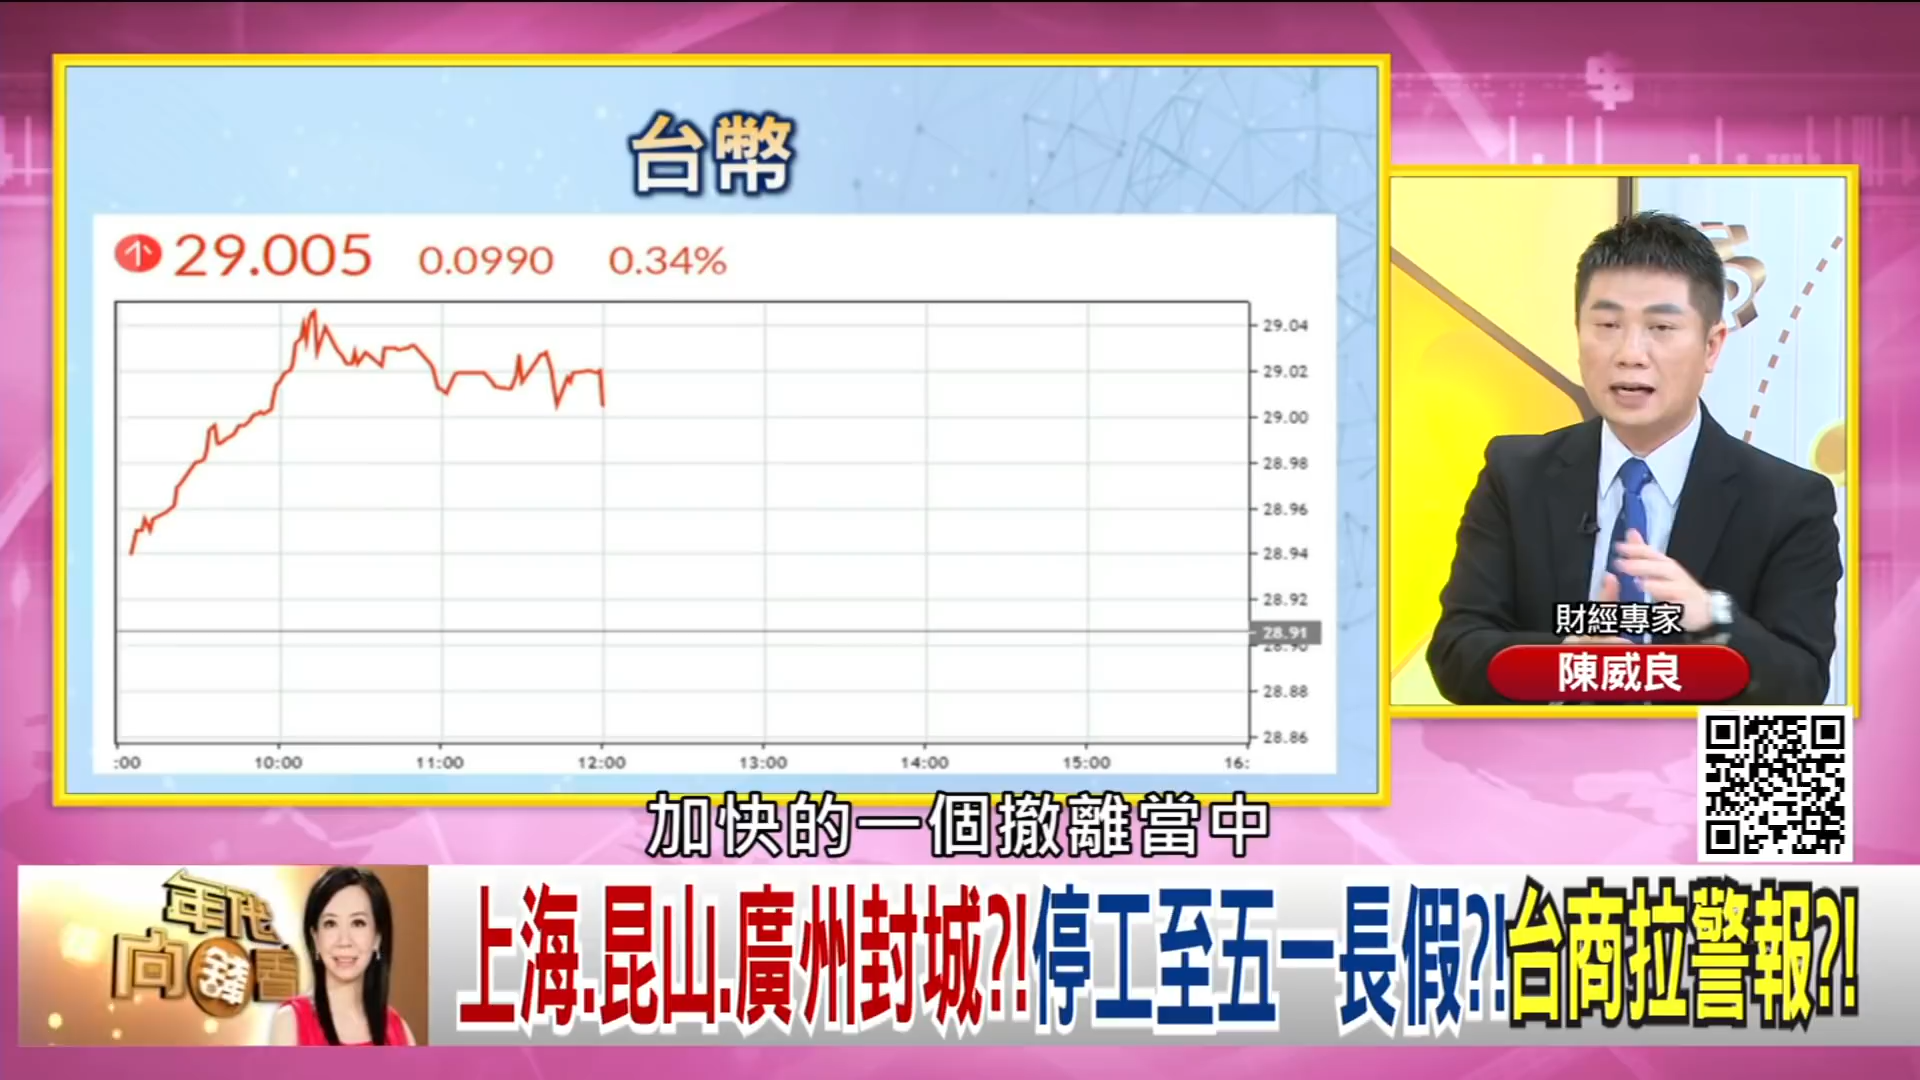 台幣
29.005 0.0990 0.34%
29.04
29.02
29.00
28.98
28.96
28.94
28.92
28.91
28.90
28.88
28.86
:00 10:00 11:00 12:00 13:00 14:00 15:00 16:
財經專家
陳威良
加快的一個撤離當中
年代
向錢看
上海.昆山.廣州封城?!停工至五一長假?!台商拉警報?!